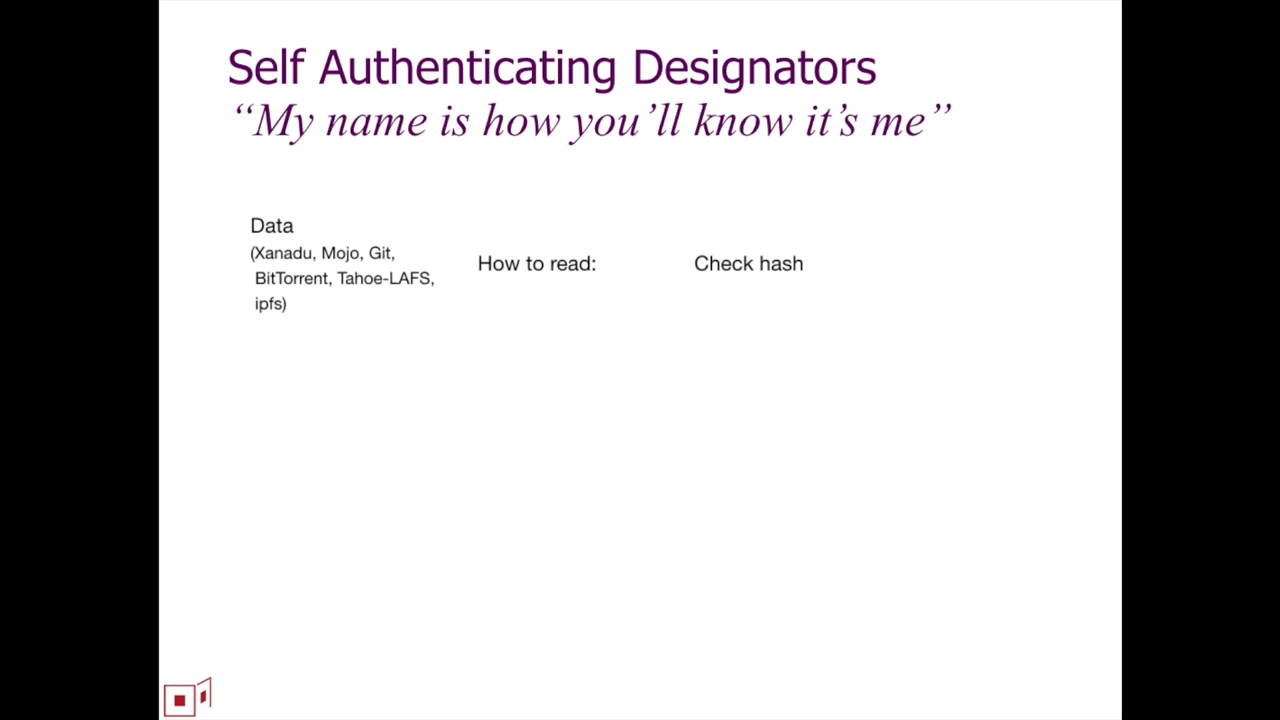 Self Authenticating Designators
“My name is how you’ll know it’s me”
Data
(Xanadu, Mojo, Git,
BitTorrent, Tahoe-LAFS,
ipfs)
How to read:
Check hash